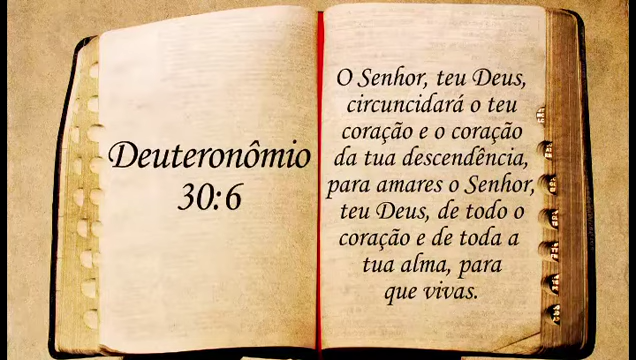 Deuteronômio
30:6
O Senhor, teu Deus,
circuncidará o teu
coração e o coração
da tua descendência,
para amares o Senhor,
teu Deus, de todo o
coração e de toda a
tua alma, para
que vivas.